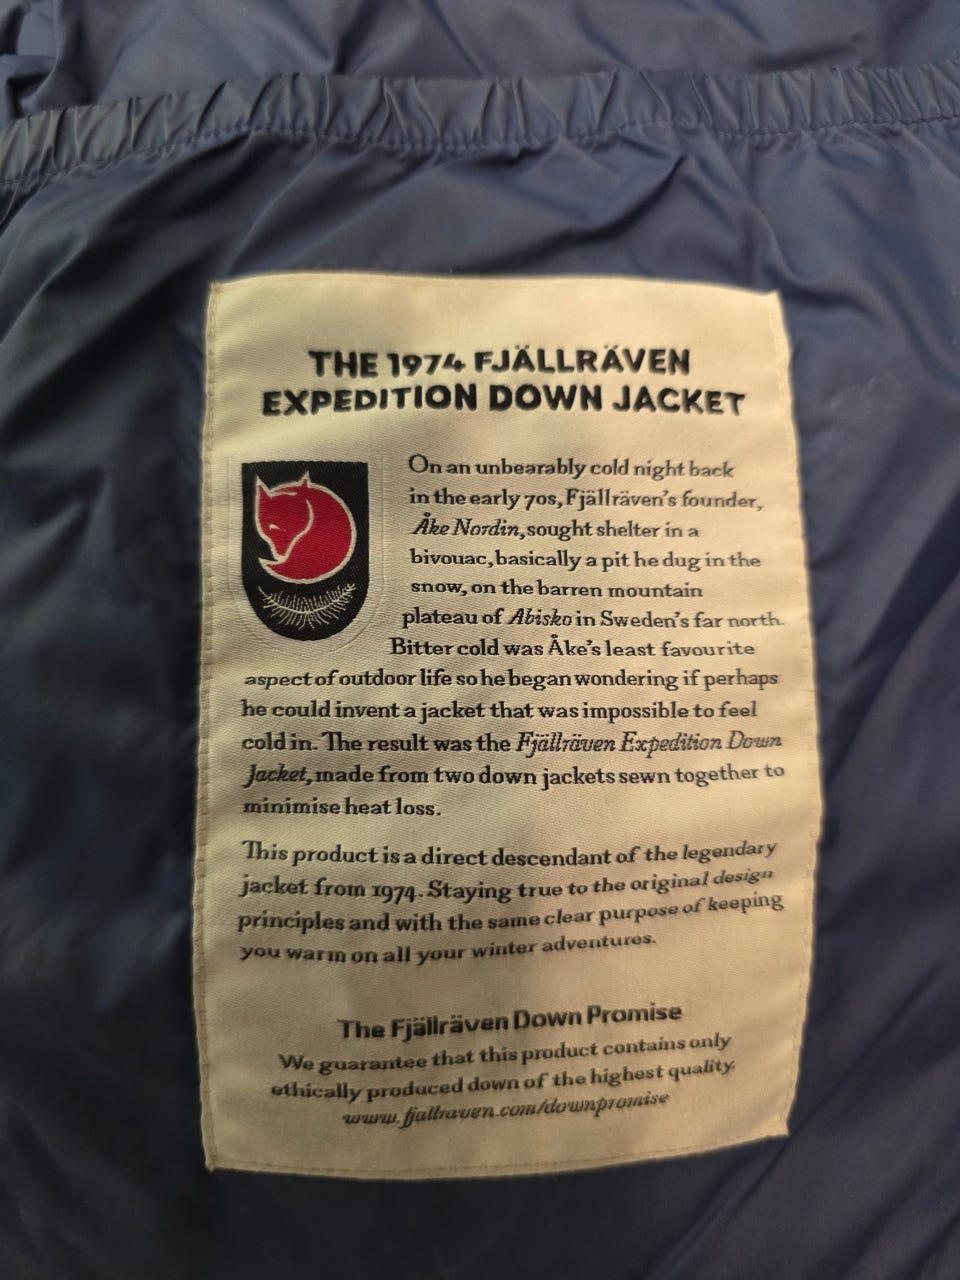 THE 1974 FJÄLLRÄVEN
EXPEDITION DOWN JACKET
On an unbearably cold night back
in the early 70s, Fjällräven's founder,
Åke Nordin, sought shelter in a
bivouac, basically a pit he dug in the
snow, on the barren mountain
plateau of Abisko in Sweden's far north.
Bitter cold was Åke's least favourite
aspect of outdoor life so he began wondering if perhaps
he could invent a jacket that was impossible to feel
cold in. The result was the Fjällräven Expedition Down
Jacket, made from two down jackets sewn together to
minimise heat loss.
This product is a direct descendant of the legendary
jacket from 1974. Staying true to the original design
principles and with the same clear purpose of keeping
you warm on all your winter adventures.
The Fjällräven Down Promise
We guarantee that this product contains only
ethically produced down of the highest quality.
www.fjallraven.com/downpromise